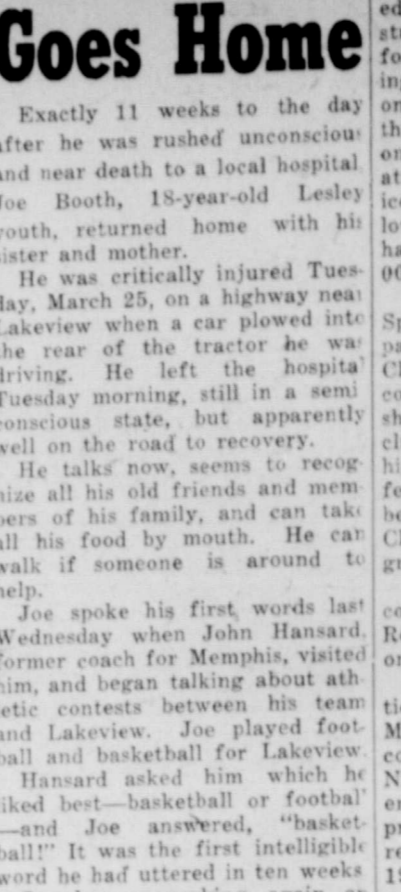 Goes Home
Exactly 11 weeks to the day
after he was rushed unconscious
and near death to a local hospital
Joe Booth, 18-year-old Lesley
youth, returned home with his
sister and mother.
He was critically injured Tues-
day, March 25, on a highway near
Lakeview when a car plowed into
the rear of the tractor he was
driving. He left the hospital
Tuesday morning, still in a semi
conscious state, but apparently
well on the road to recovery.
He talks now, seems to recog-
nize all his old friends and mem-
bers of his family, and can take
all his food by mouth. He can
walk if someone is around to
help.
Joe spoke his first words last
Wednesday when John Hansard,
former coach for Memphis, visited
him, and began talking about ath-
letic contests between his team
and Lakeview. Joe played foot-
ball and basketball for Lakeview.
Hansard asked him which he
liked best—basketball or football
—and Joe answered, "basket-
ball!" It was the first intelligible
word he had uttered in ten weeks